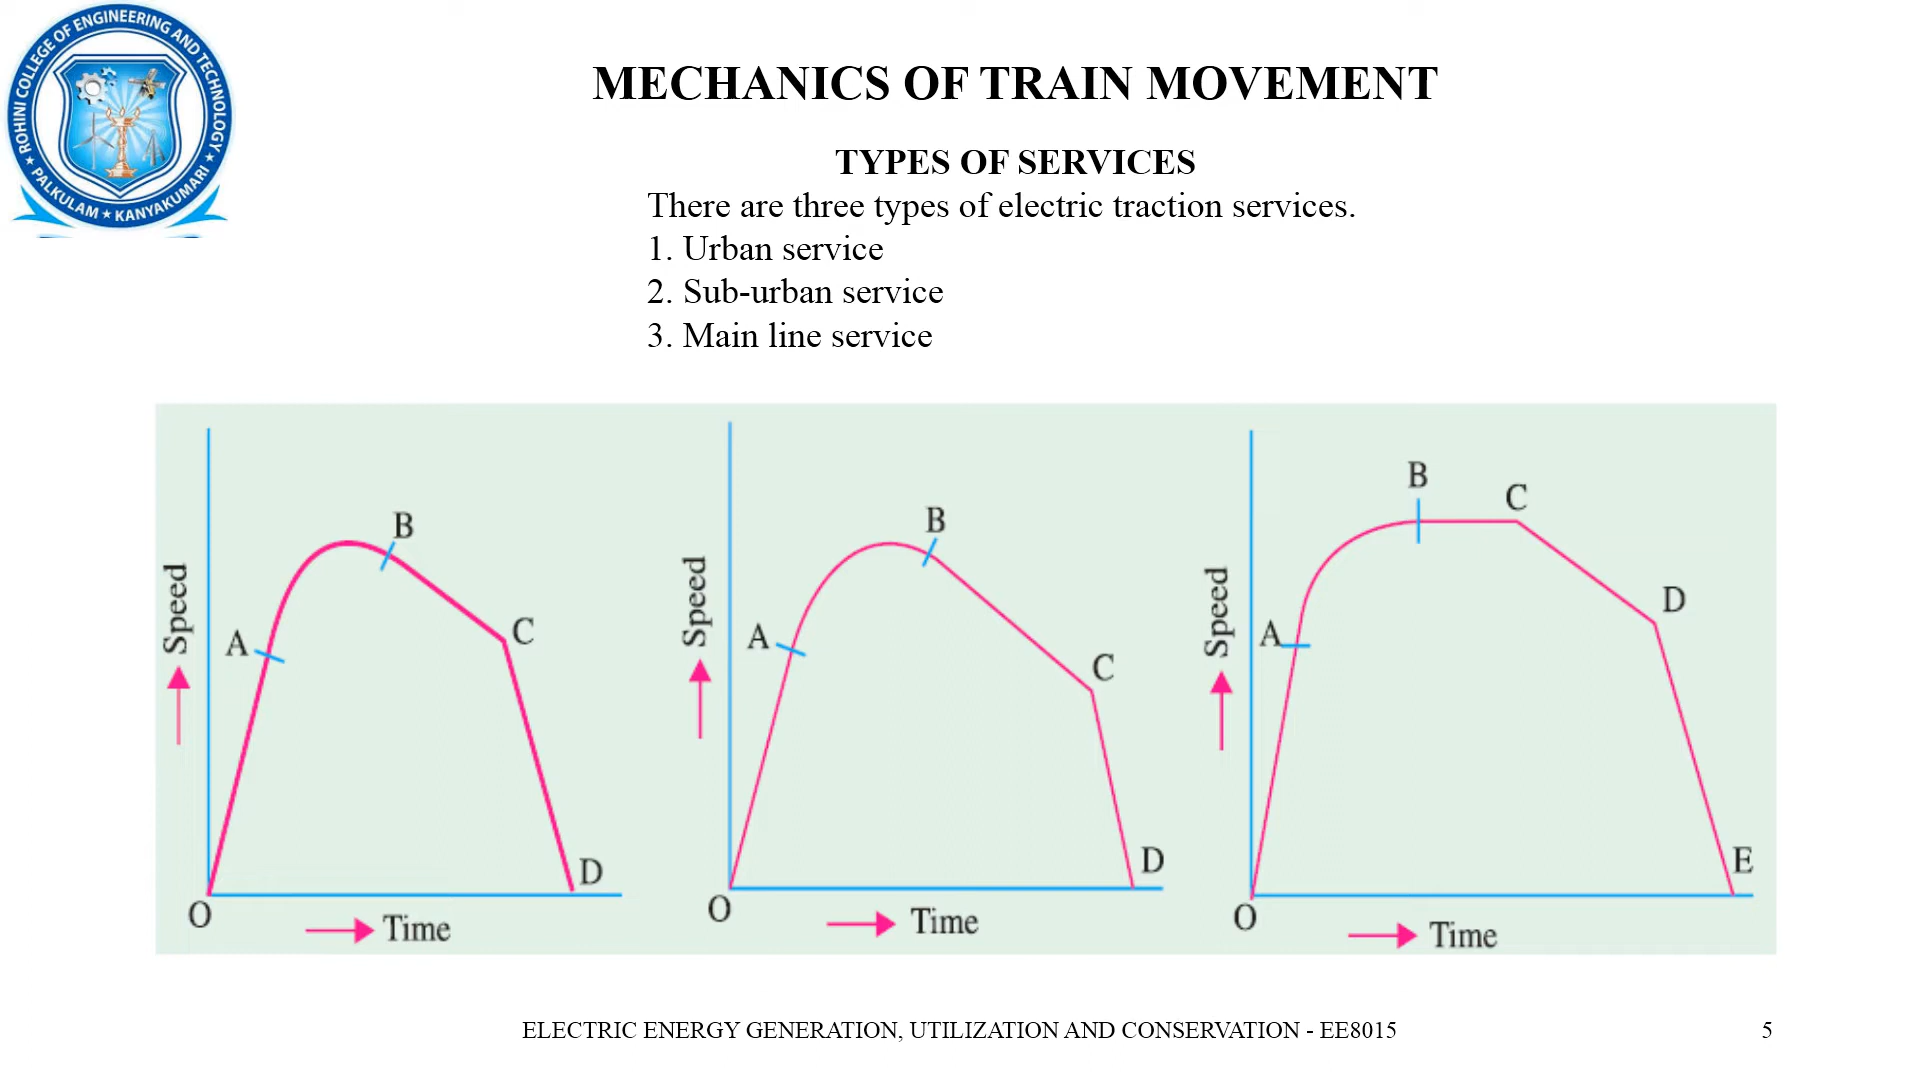 ROHINI COLLEGE OF ENGINEERING AND TECHNOLOGY
★ PALKULAM ★ KANYAKUMARI ★
MECHANICS OF TRAIN MOVEMENT
TYPES OF SERVICES
There are three types of electric traction services.
1. Urban service
2. Sub-urban service
3. Main line service
Speed
A
B
C
D
O
Time
Speed
A
B
C
D
O
Time
Speed
A
B
C
D
E
O
Time
ELECTRIC ENERGY GENERATION, UTILIZATION AND CONSERVATION - EE8015
5